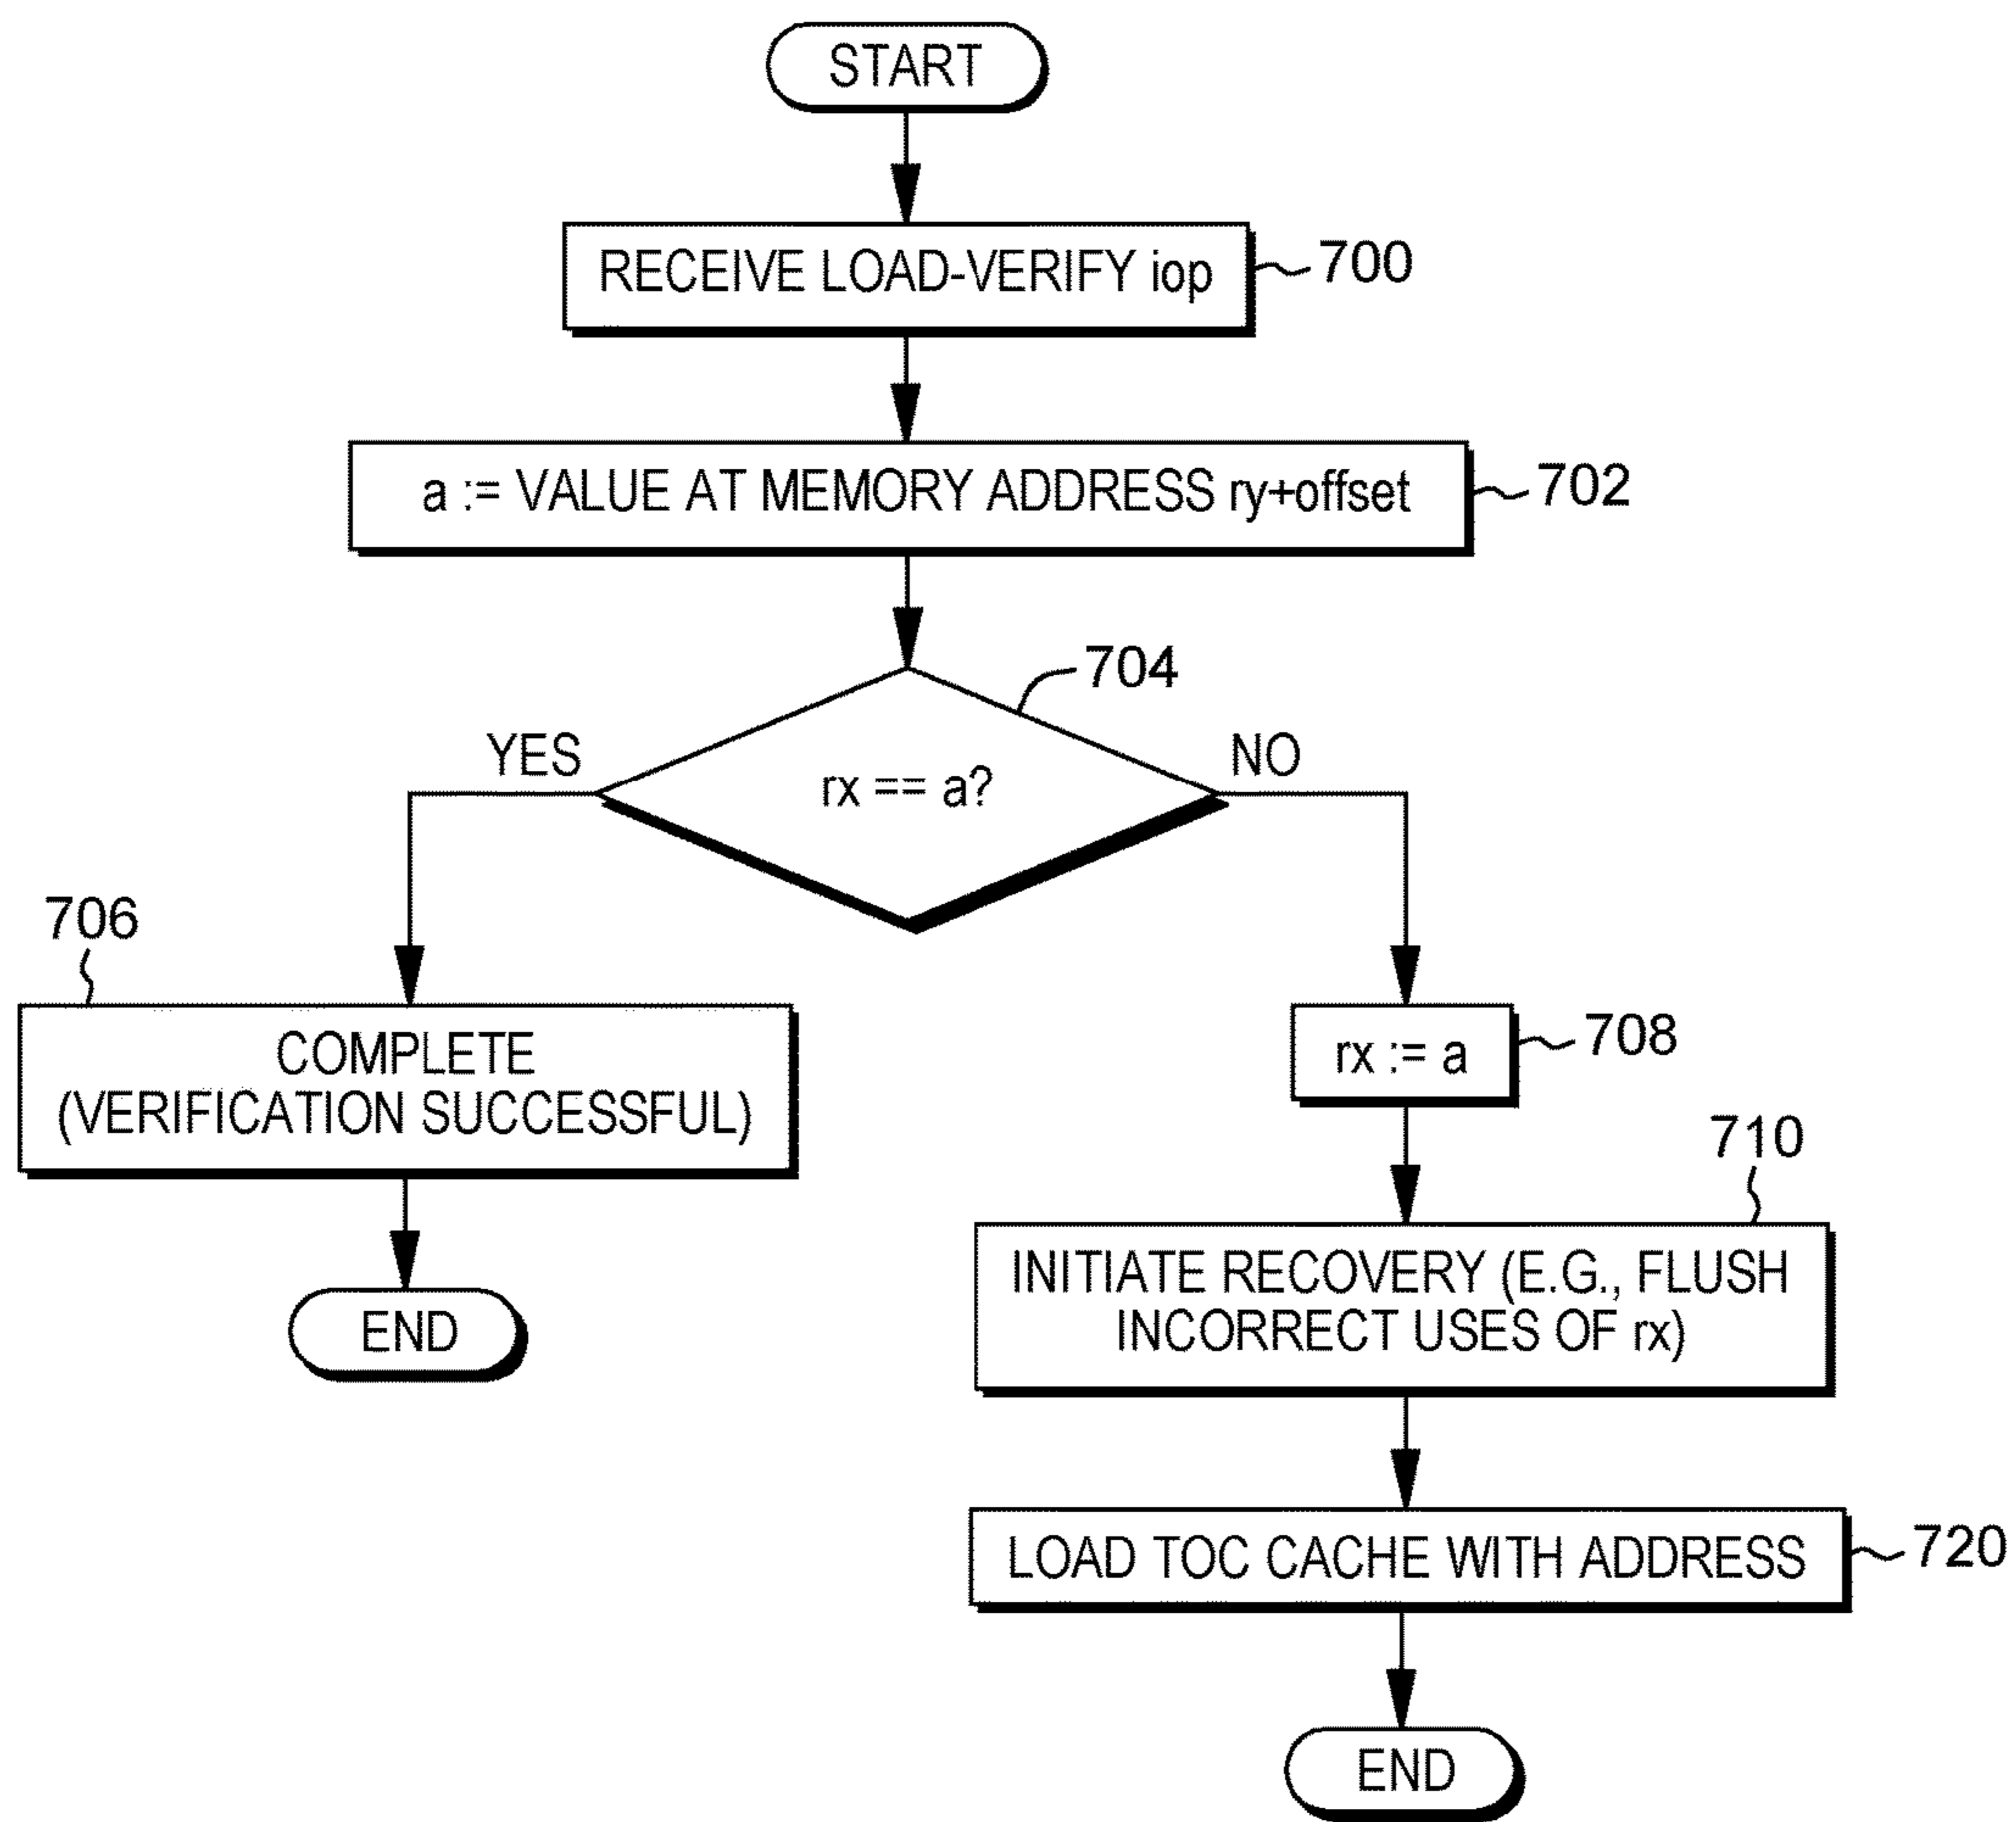 START
RECEIVE LOAD-VERIFY iop
700
a := VALUE AT MEMORY ADDRESS ry+offset
702
704
YES
NO
rx == a?
706
COMPLETE
(VERIFICATION SUCCESSFUL)
END
rx := a
708
710
INITIATE RECOVERY (E.G., FLUSH
INCORRECT USES OF rx)
LOAD TOC CACHE WITH ADDRESS
720
END